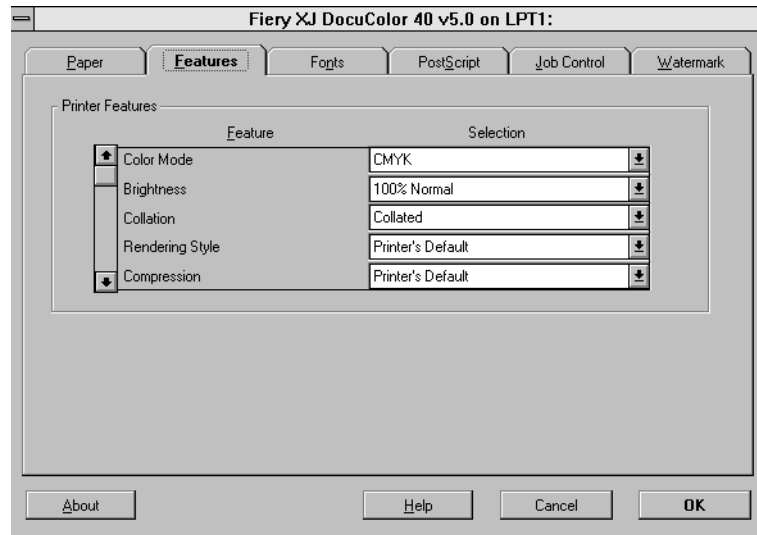 Fiery XJ DocuColor 40 v5.0 on LPT1:
Paper Features Fonts PostScript Job Control Watermark
Printer Features
Feature Selection
Color Mode CMYK
Brightness 100% Normal
Collation Collated
Rendering Style Printer's Default
Compression Printer's Default
About Help Cancel OK